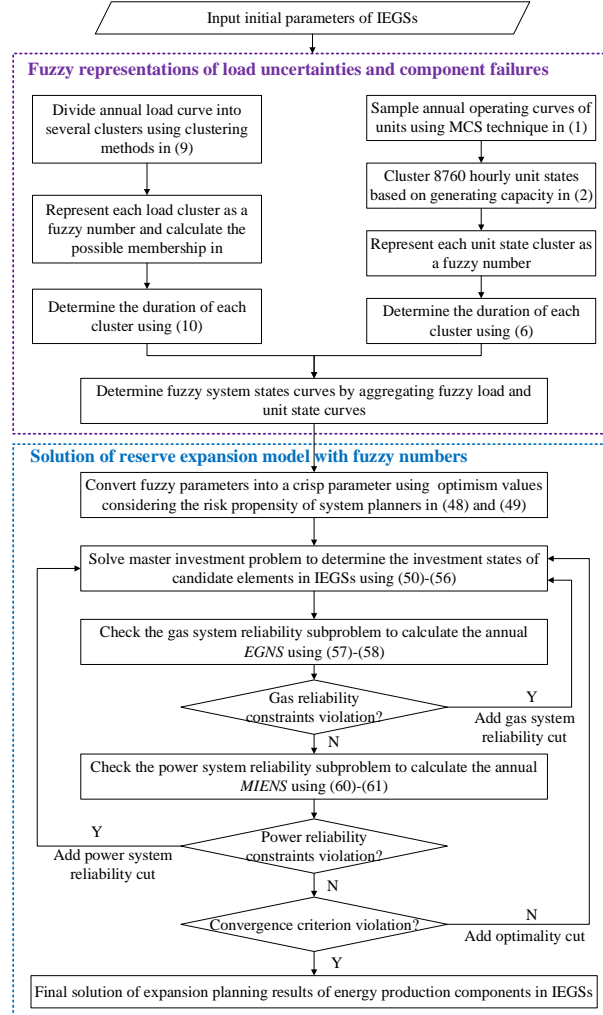 Input initial parameters of IEGSs
Fuzzy representations of load uncertainties and component failures
Divide annual load curve into
several clusters using clustering
methods in (9)
Represent each load cluster as a
fuzzy number and calculate the
possible membership in
Determine the duration of each
cluster using (10)
Sample annual operating curves of
units using MCS technique in (1)
Cluster 8760 hourly unit states
based on generating capacity in (2)
Represent each unit state cluster as
a fuzzy number
Determine the duration of each
cluster using (6)
Determine fuzzy system states curves by aggregating fuzzy load and
unit state curves
Solution of reserve expansion model with fuzzy numbers
Convert fuzzy parameters into a crisp parameter using optimism values
considering the risk propensity of system planners in (48) and (49)
Solve master investment problem to determine the investment states of
candidate elements in IEGSs using (50)-(56)
Check the gas system reliability subproblem to calculate the annual
EGNS using (57)-(58)
Gas reliability
constraints violation?
Y
Add gas system
reliability cut
N
Check the power system reliability subproblem to calculate the annual
MIENS using (60)-(61)
Y
Add power system
reliability cut
Power reliability
constraints violation?
N
Convergence criterion violation?
N
Add optimality cut
Y
Final solution of expansion planning results of energy production components in IEGSs